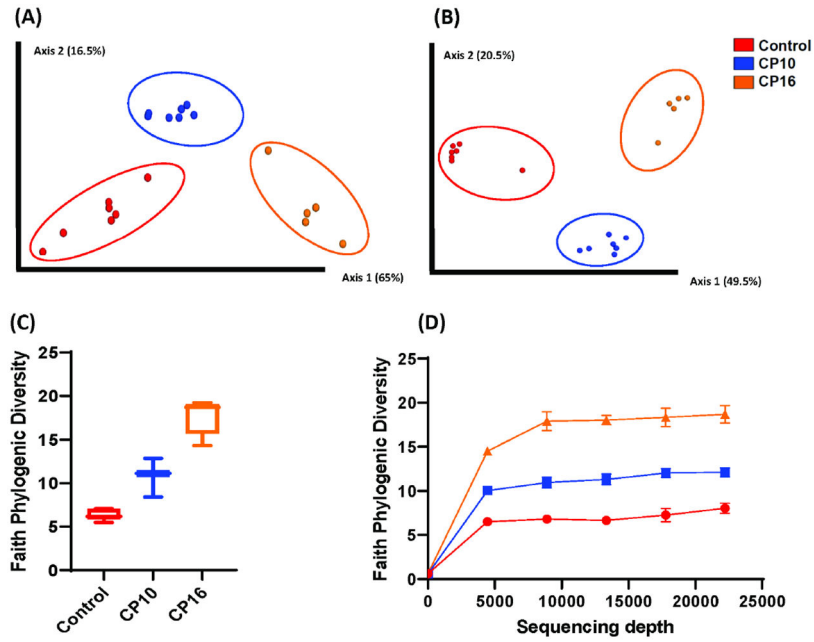 (A)
Axis 2 (16.5%)
Axis 1 (65%)
(B)
Axis 2 (20.5%)
Axis 1 (49.5%)
Control
CP10
CP16
(C)
Faith Phylogenic Diversity
25
20
15
10
5
0
Control
CP10
CP16
(D)
Faith Phylogenic Diversity
25
20
15
10
5
0
0
5000
10000
15000
20000
25000
Sequencing depth